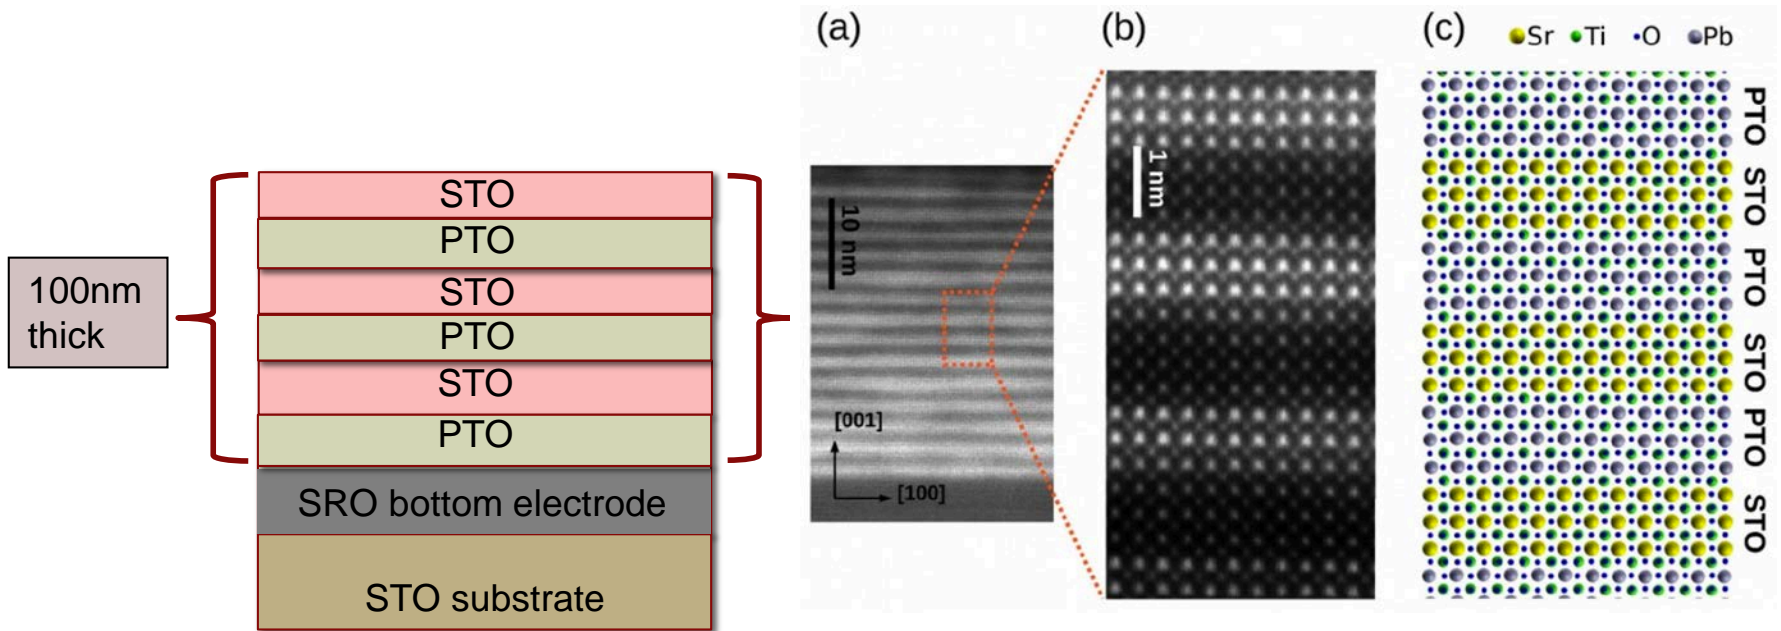 STO
PTO
STO
PTO
STO
PTO
SRO bottom electrode
STO substrate
100nm
thick
(a)
10 nm
[001]
[100]
(b)
1 nm
(c)
Sr Ti O Pb
PTO
STO
PTO
STO
PTO
STO